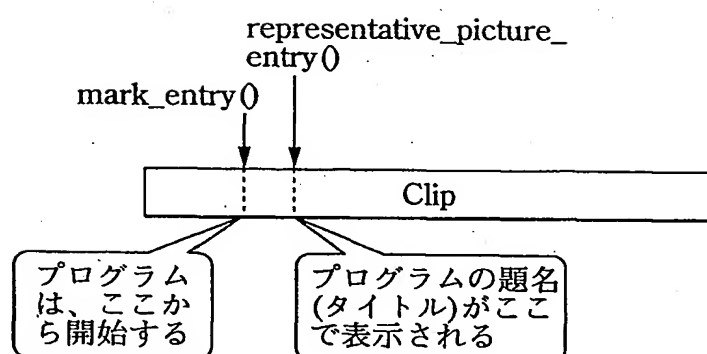 representative_picture_
entry()
mark_entry()
Clip
プログラム
は、ここか
ら開始する
プログラムの題名
(タイトル)がここ
で表示される